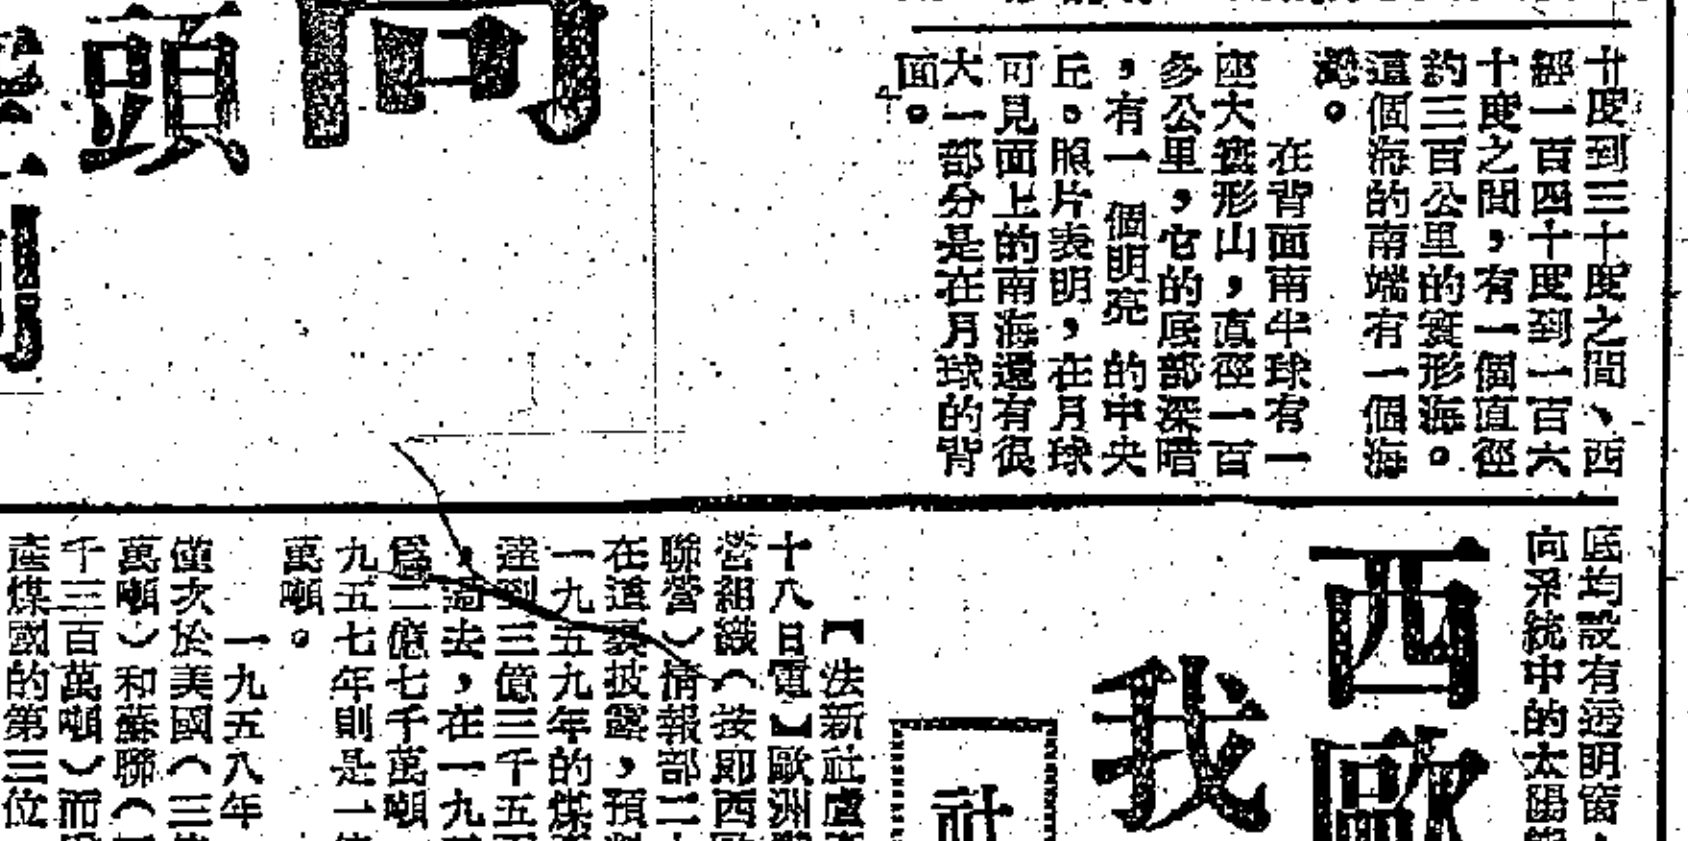 廿度到三十度之間、西
經一百四十度到一百六
十度之間，有一個直徑
約三百公里的寰形海。
這個海的南端有一個海
灣。
在背面南半球有一
座大寰形山，直徑一百
多公里，它的底部深暗
，有一個明亮的中央
丘。照片表明，在月球
可見面上的南海還有很
大一部分是在月球的背
面。
頭
底均設有透明窗，
向系統中的太陽
西歐
我
社
【法新社盧
十八日電】歐洲
營組織（按卽西
聯營）情報部二
在這裏披露，預
一九五九年的煤
達到三億三千五
，過去，在一九
爲二億七千萬噸
九五七年則是一
萬噸。
一九五八年
僅次於美國（三
萬噸）和蘇聯（
千三百萬噸）而
產煤國的第三位